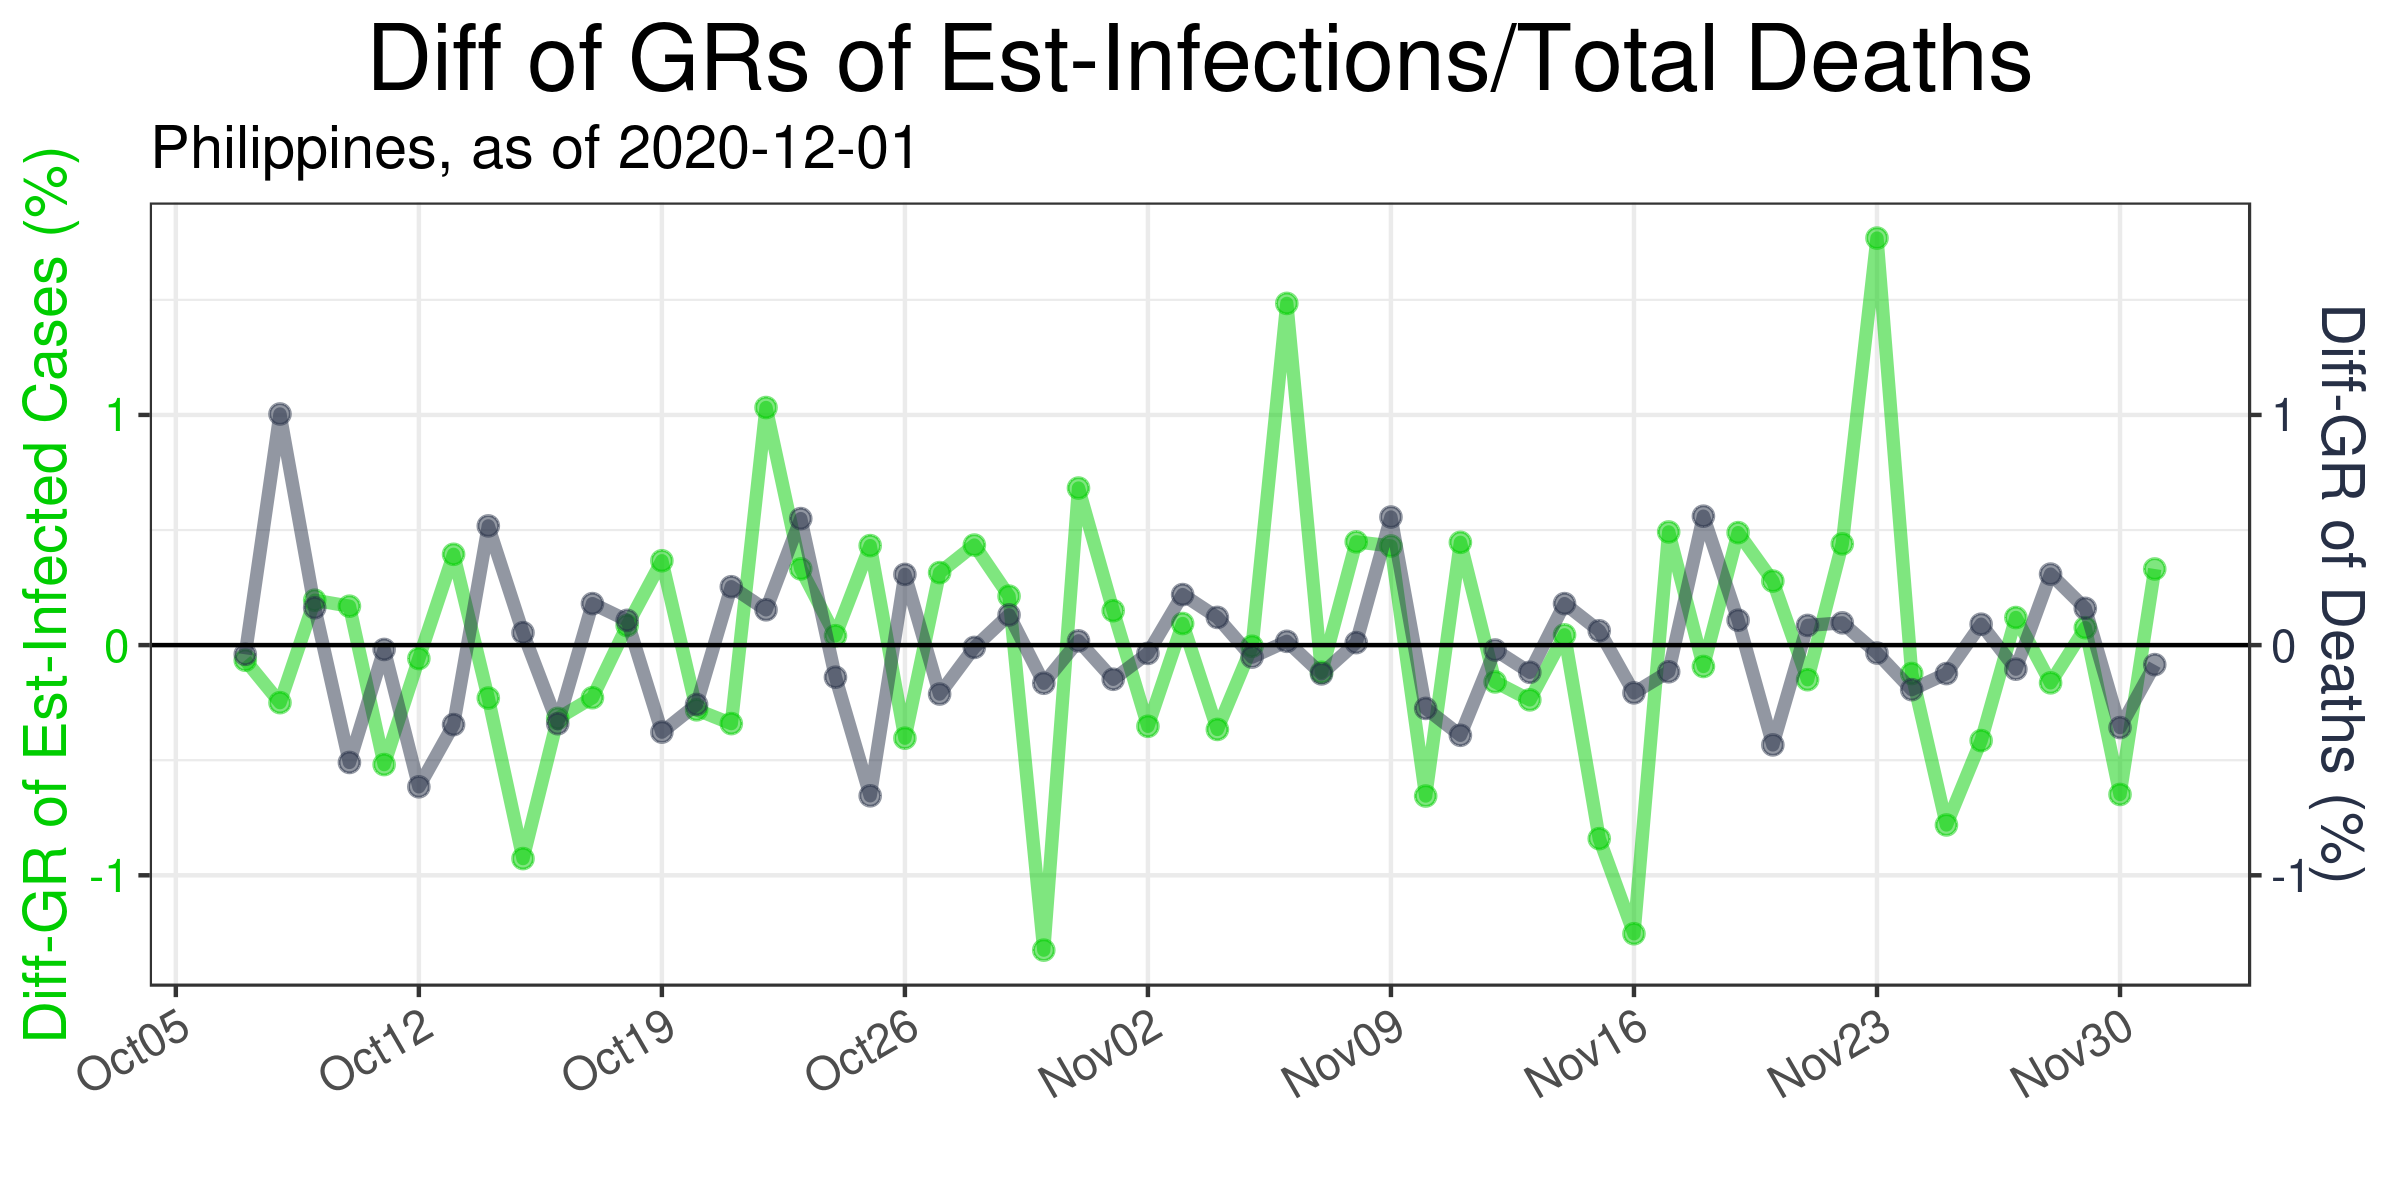 Diff of GRs of Est-Infections/Total Deaths
Philippines, as of 2020-12-01
Diff-GR of Est-Infected Cases (%)
1
0
-1
1
0
-1
Diff-GR of Deaths (%)
Oct05
Oct12
Oct19
Oct26
Nov02
Nov09
Nov16
Nov23
Nov30